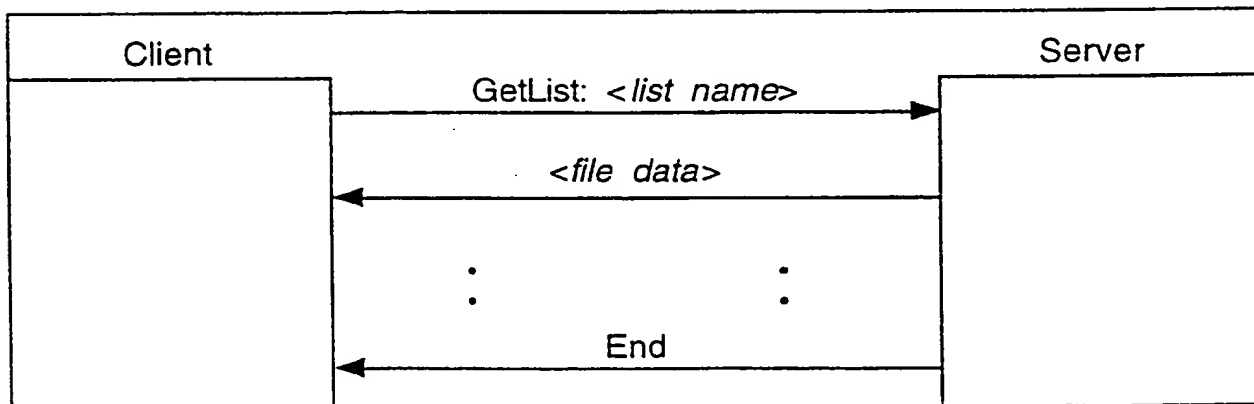 Client
Server
GetList: <list name>
<file data>
: :
End